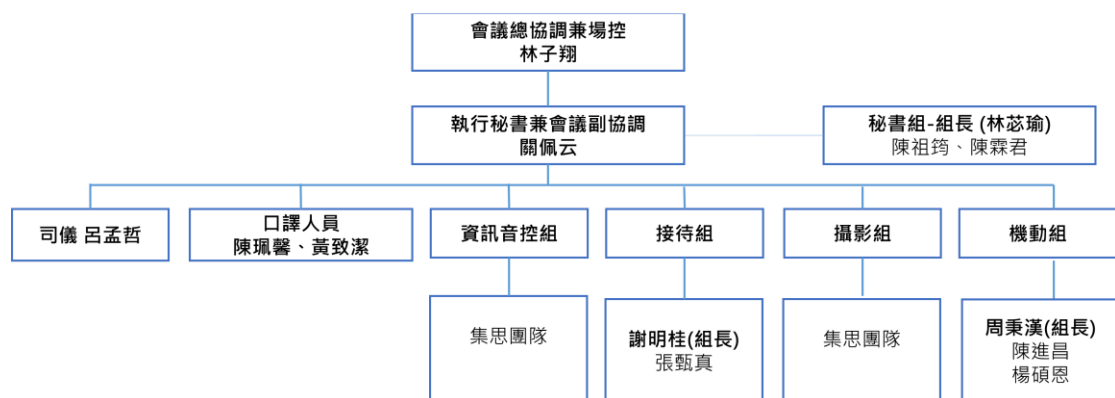 會議總協調兼場控
林子翔
執行秘書兼會議副協調
關佩云
秘書組-組長 (林苾瑜)
陳祖筠、陳霖君
司儀 呂孟哲
口譯人員
陳珮馨、黃致潔
資訊音控組
接待組
攝影組
機動組
集思團隊
謝明桂(組長)
張甄真
集思團隊
周秉漢(組長)
陳進昌
楊碩恩